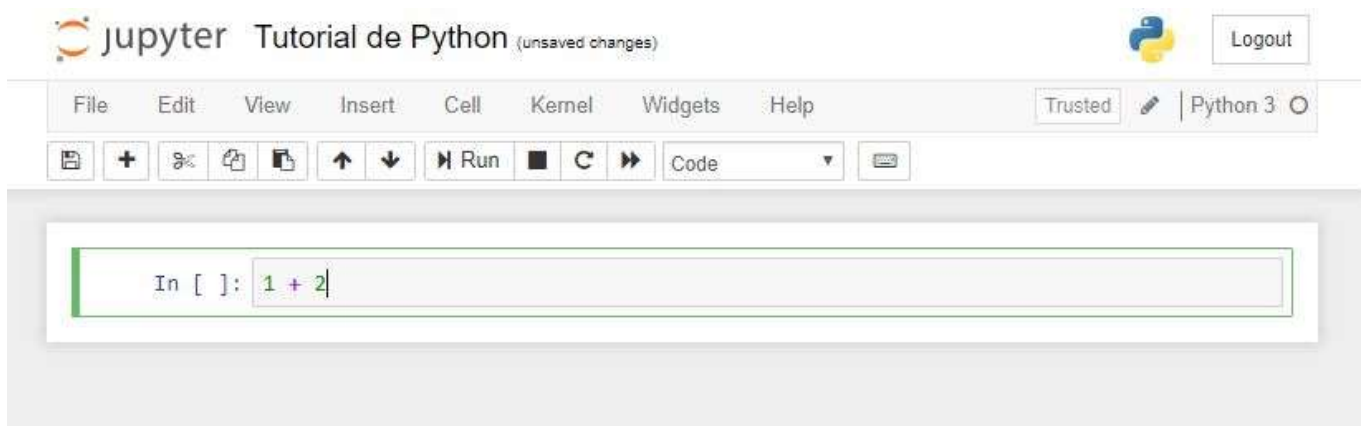 jupyter Tutorial de Python (unsaved changes) Logout
File Edit View Insert Cell Kernel Widgets Help Trusted | Python 3
Run Code
In [ ]: 1 + 2